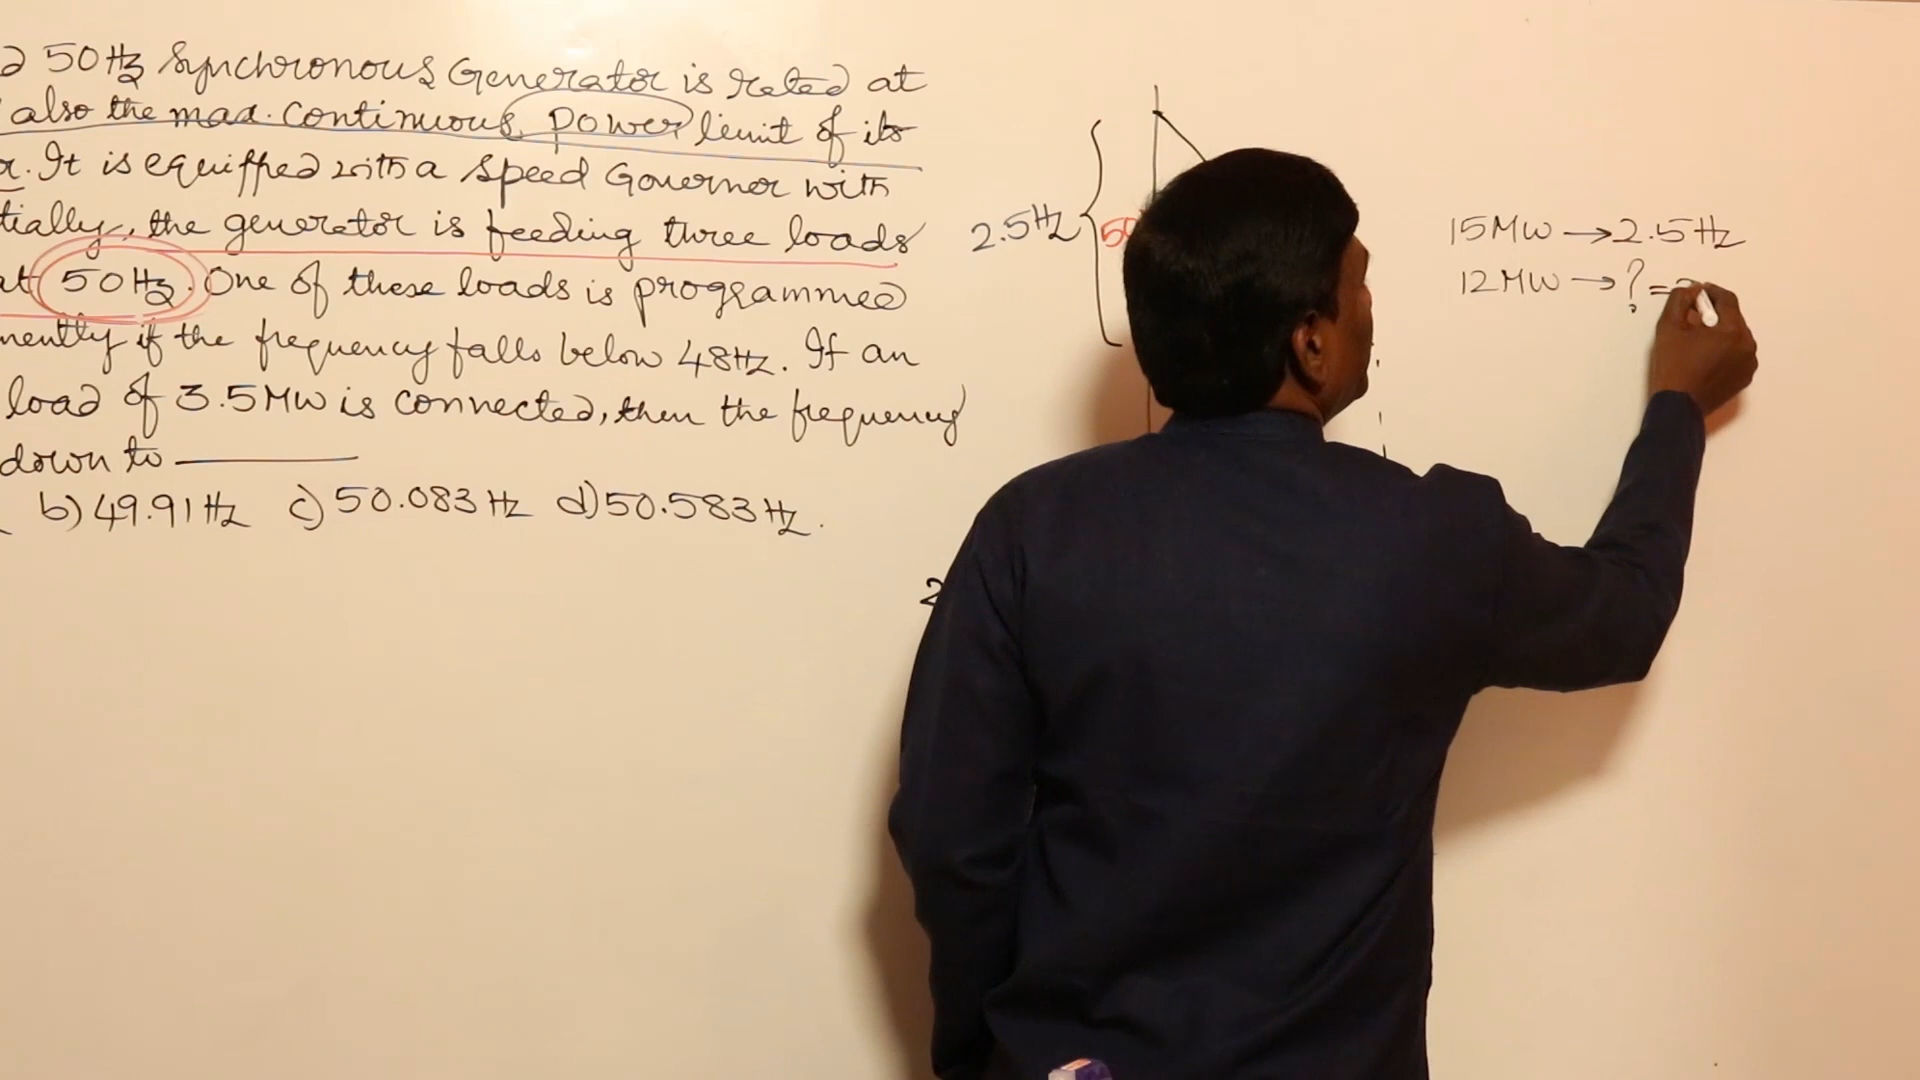 a 50Hz Synchronous Generator is rated at
also the max. continuous power limit of its
r. It is equipped with a Speed Governor with
tially, the generator is feeding three loads
at 50Hz. One of these loads is programmed
nently if the frequency falls below 48Hz. If an
load of 3.5MW is connected, then the frequency
down to
b) 49.91Hz c) 50.083Hz d) 50.583Hz.
2.5Hz
50
15MW → 2.5Hz
12MW → ? =
2